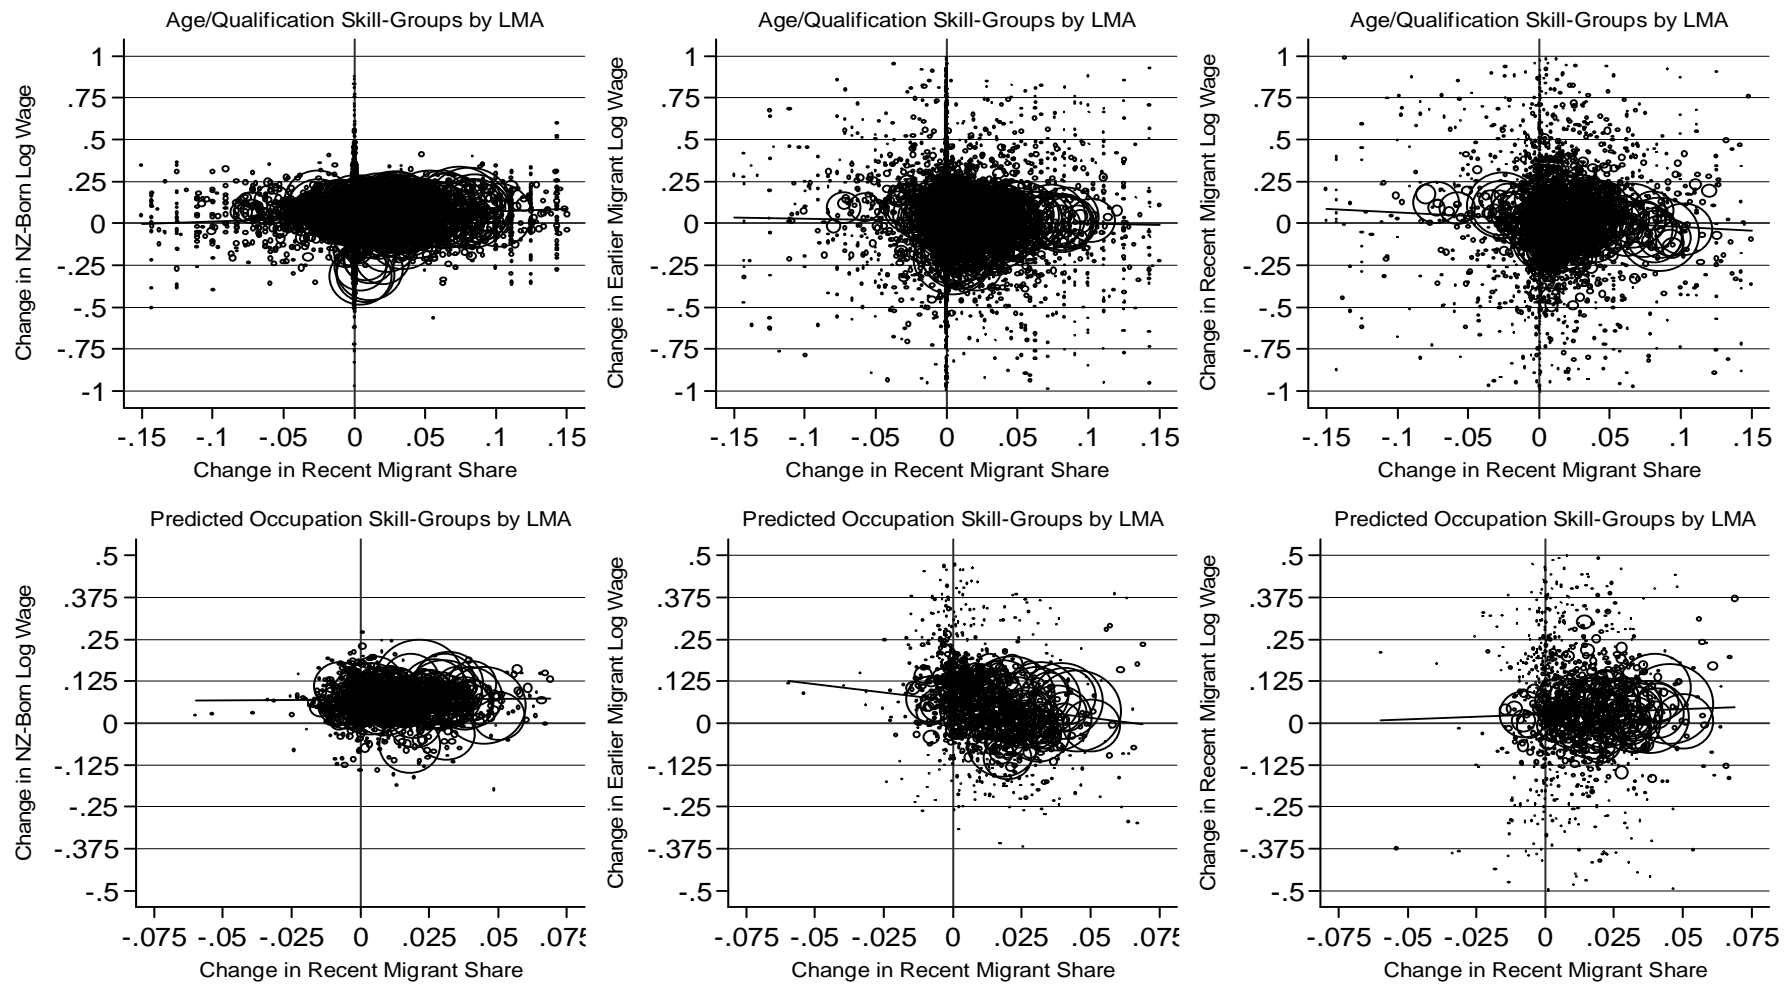 Age/Qualification Skill-Groups by LMA
Change in NZ-Born Log Wage
1
.75
.5
.25
0
-.25
-.5
-.75
-1
-.15 -.1 -.05 0 .05 .1 .15
Change in Recent Migrant Share
Age/Qualification Skill-Groups by LMA
Change in Earlier Migrant Log Wage
1
.75
.5
.25
0
-.25
-.5
-.75
-1
-.15 -.1 -.05 0 .05 .1 .15
Change in Recent Migrant Share
Age/Qualification Skill-Groups by LMA
Change in Recent Migrant Log Wage
1
.75
.5
.25
0
-.25
-.5
-.75
-1
-.15 -.1 -.05 0 .05 .1 .15
Change in Recent Migrant Share
Predicted Occupation Skill-Groups by LMA
Change in NZ-Born Log Wage
.5
.375
.25
.125
0
-.125
-.25
-.375
-.5
-.075 -.05 -.025 0 .025 .05 .075
Change in Recent Migrant Share
Predicted Occupation Skill-Groups by LMA
Change in Earlier Migrant Log Wage
.5
.375
.25
.125
0
-.125
-.25
-.375
-.5
-.075 -.05 -.025 0 .025 .05 .075
Change in Recent Migrant Share
Predicted Occupation Skill-Groups by LMA
Change in Recent Migrant Log Wage
.5
.375
.25
.125
0
-.125
-.25
-.375
-.5
-.075 -.05 -.025 0 .025 .05 .075
Change in Recent Migrant Share